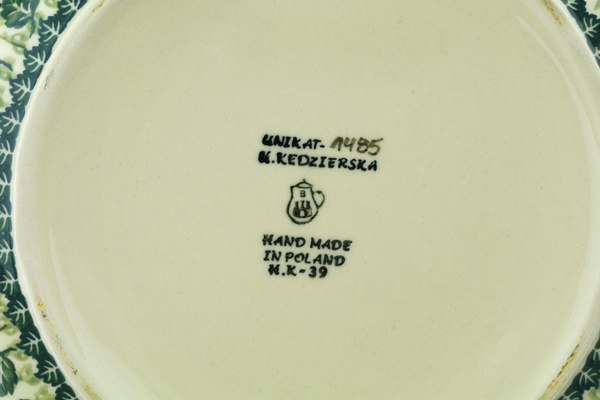 UNIKAT- 1485
H.KEDZIERSKA
B
HAND MADE
IN POLAND
H.K-39